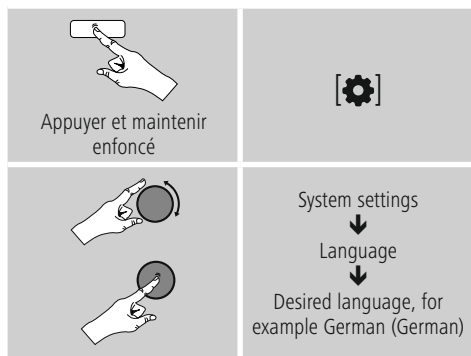 Appuyer et maintenir
enfoncé
[⚙]
System settings
🡳
Language
🡳
Desired language, for
example German (German)